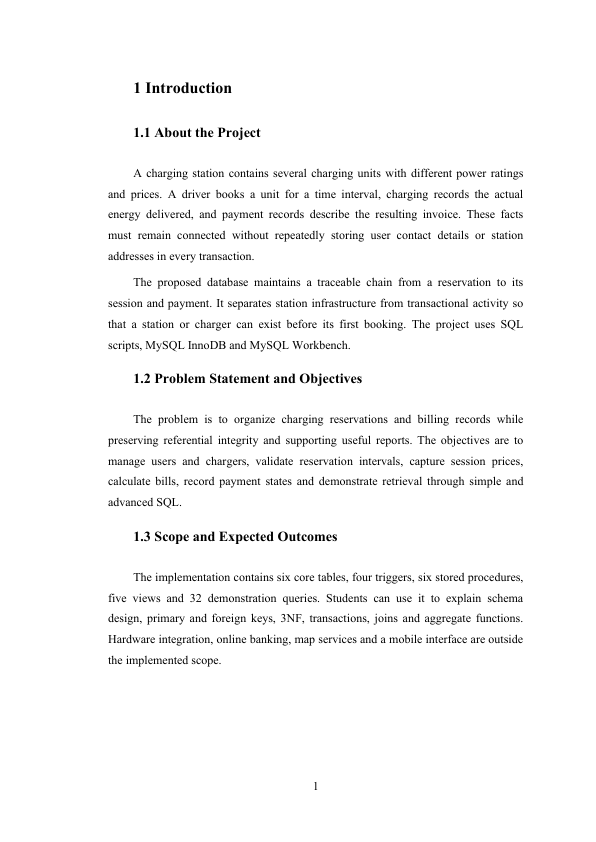 1 Introduction
1.1 About the Project
A charging station contains several charging units with different power ratings
and prices. A driver books a unit for a time interval, charging records the actual
energy delivered, and payment records describe the resulting invoice. These facts
must remain connected without repeatedly storing user contact details or station
addresses in every transaction.
The proposed database maintains a traceable chain from a reservation to its
session and payment. It separates station infrastructure from transactional activity so
that a station or charger can exist before its first booking. The project uses SQL
scripts, MySQL InnoDB and MySQL Workbench.
1.2 Problem Statement and Objectives
The problem is to organize charging reservations and billing records while
preserving referential integrity and supporting useful reports. The objectives are to
manage users and chargers, validate reservation intervals, capture session prices,
calculate bills, record payment states and demonstrate retrieval through simple and
advanced SQL.
1.3 Scope and Expected Outcomes
The implementation contains six core tables, four triggers, six stored procedures,
five views and 32 demonstration queries. Students can use it to explain schema
design, primary and foreign keys, 3NF, transactions, joins and aggregate functions.
Hardware integration, online banking, map services and a mobile interface are outside
the implemented scope.
1